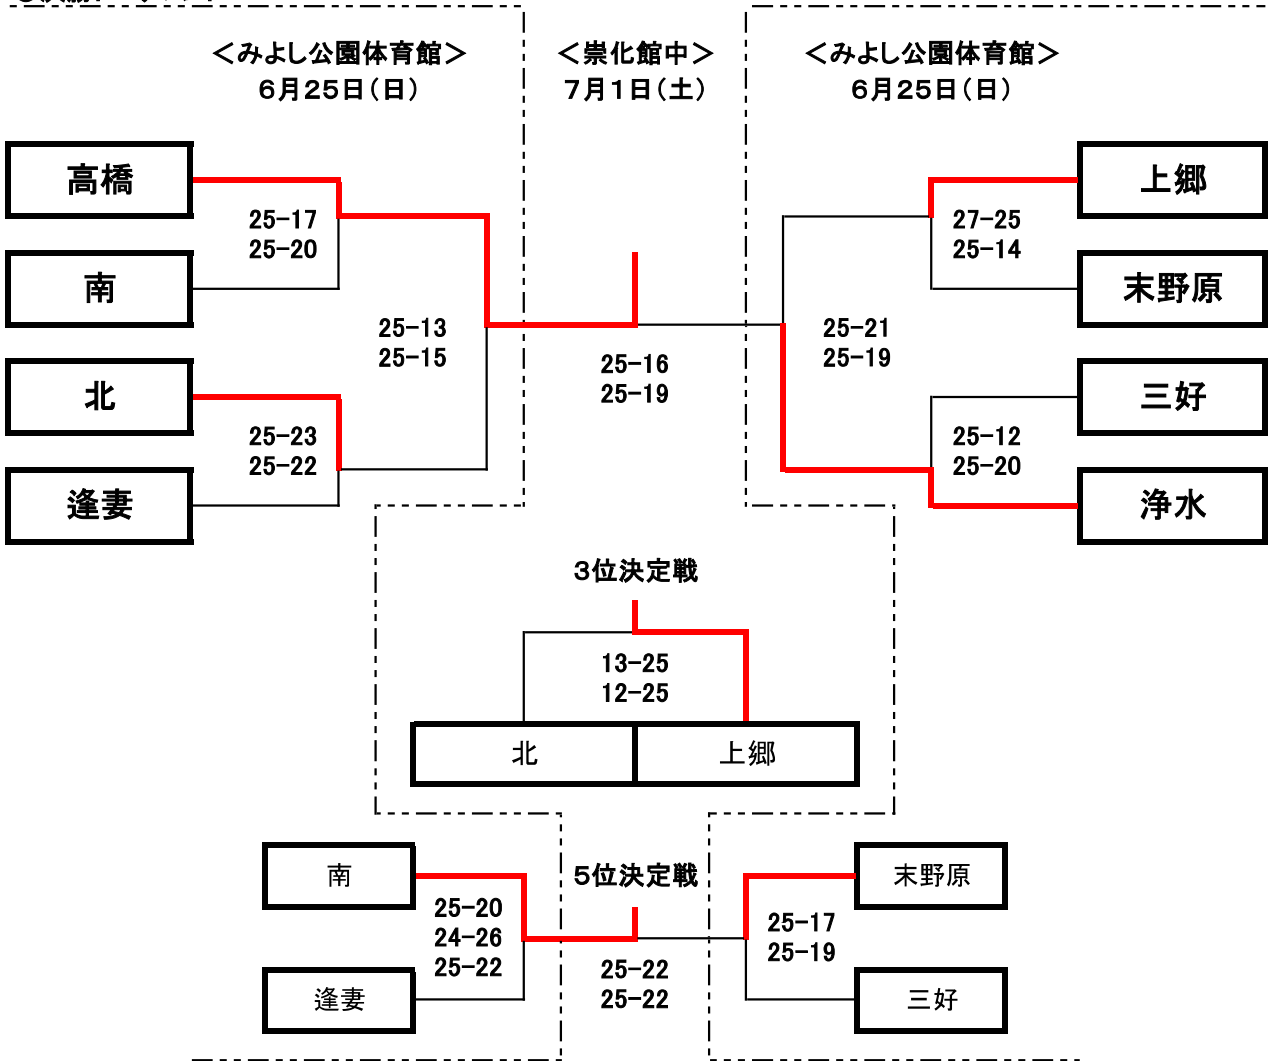 ＜みよし公園体育館＞
６月２５日（日）
＜崇化館中＞
７月１日（土）
＜みよし公園体育館＞
６月２５日（日）
高橋
南
北
逢妻
25-17
25-20
25-23
25-22
25-13
25-15
25-16
25-19
25-21
25-19
27-25
25-14
25-12
25-20
上郷
末野原
三好
浄水
３位決定戦
13-25
12-25
北
上郷
５位決定戦
南
逢妻
25-20
24-26
25-22
25-22
25-22
25-17
25-19
末野原
三好